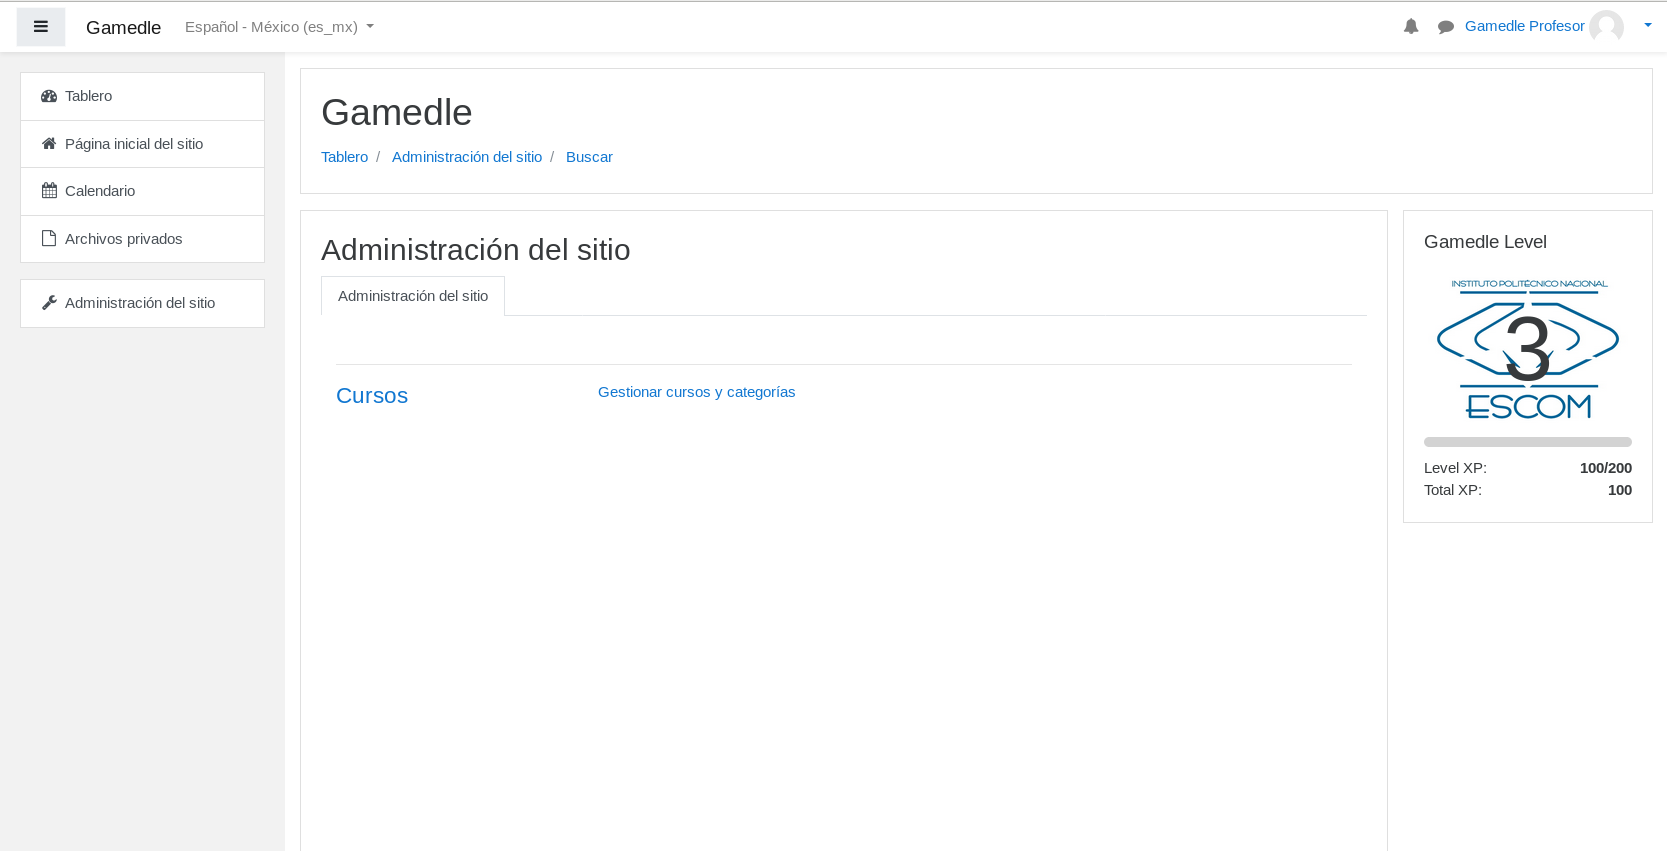 Gamedle Español - México (es_mx) Gamedle Profesor
Tablero
Página inicial del sitio
Calendario
Archivos privados
Administración del sitio
Gamedle
Tablero / Administración del sitio / Buscar
Administración del sitio
Administración del sitio
Cursos Gestionar cursos y categorías
Gamedle Level
INSTITUTO POLITÉCNICO NACIONAL
3
ESCOM
Level XP: 100/200
Total XP: 100